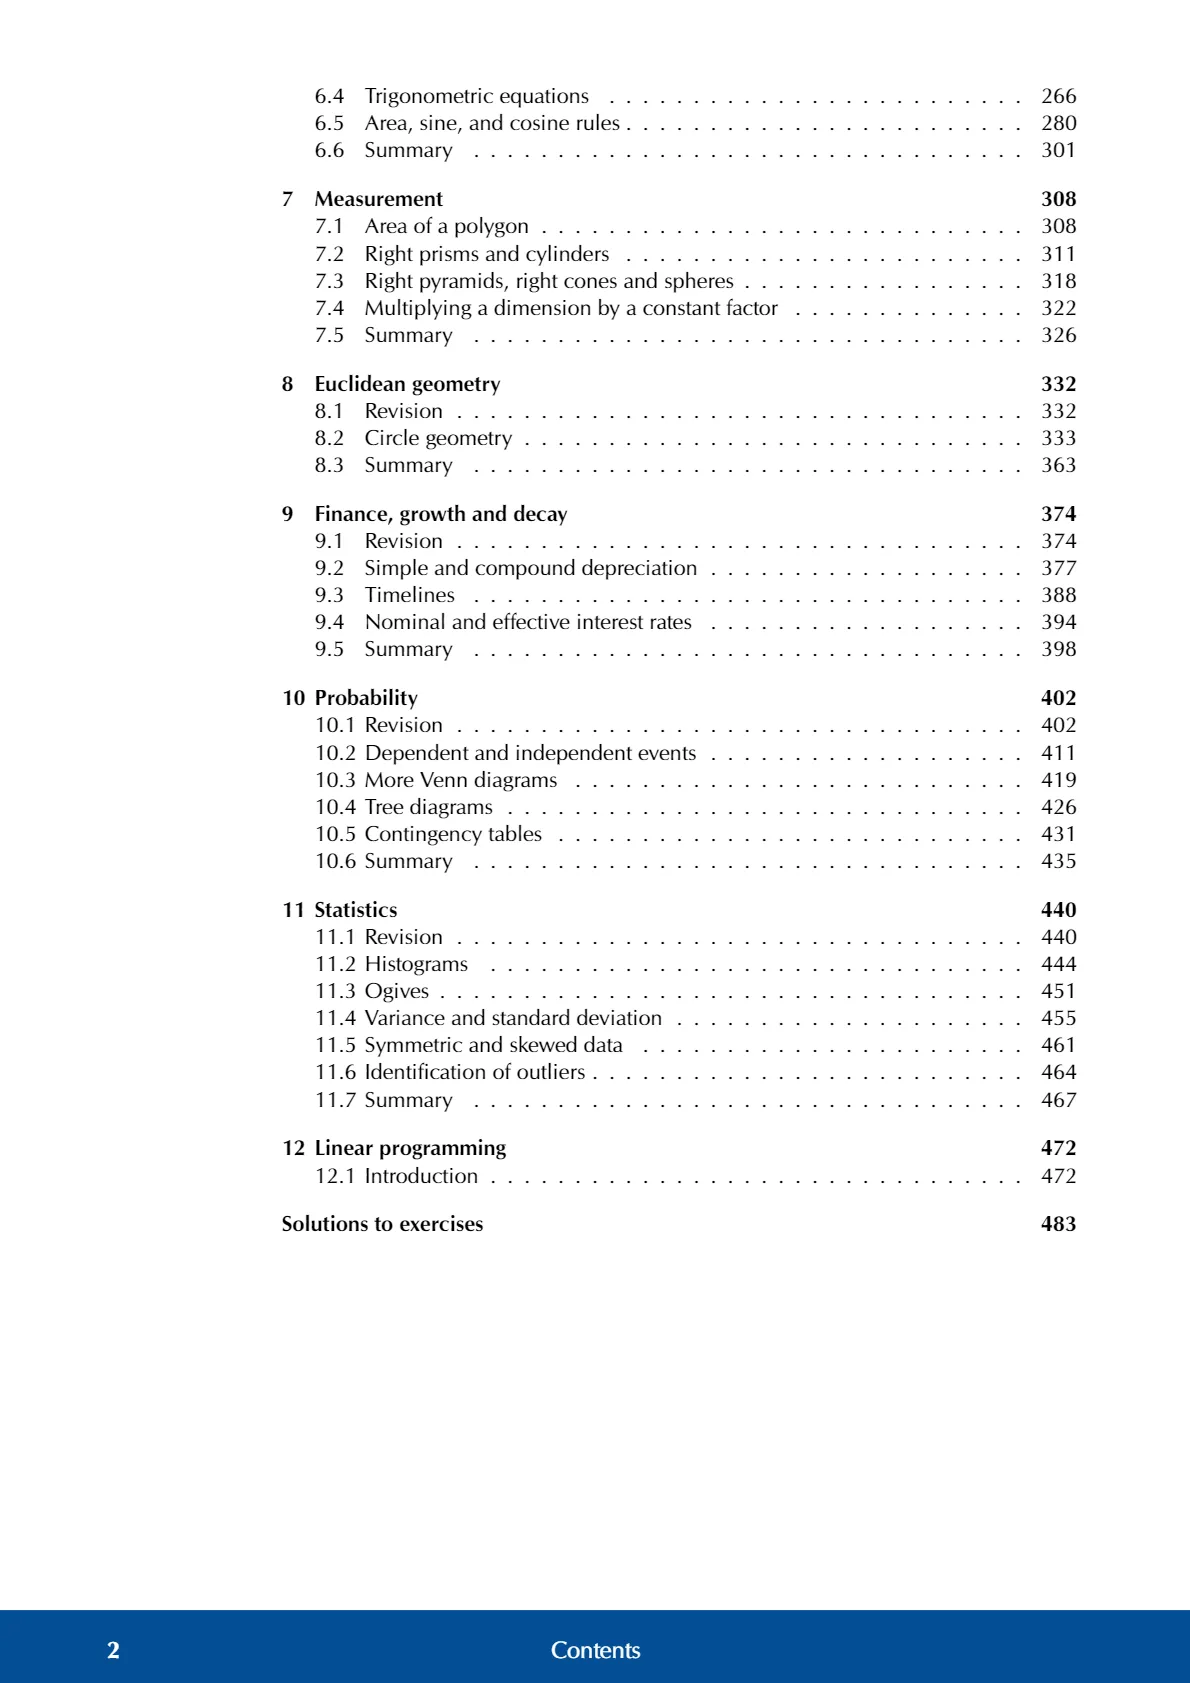 6.4 Trigonometric equations . . . . . . . . . . . . . . . . . . . . . . . . . 266
6.5 Area, sine, and cosine rules . . . . . . . . . . . . . . . . . . . . . . . . 280
6.6 Summary . . . . . . . . . . . . . . . . . . . . . . . . . . . . . . . . . 301
7 Measurement 308
7.1 Area of a polygon . . . . . . . . . . . . . . . . . . . . . . . . . . . . . 308
7.2 Right prisms and cylinders . . . . . . . . . . . . . . . . . . . . . . . . 311
7.3 Right pyramids, right cones and spheres . . . . . . . . . . . . . . . . . 318
7.4 Multiplying a dimension by a constant factor . . . . . . . . . . . . . . 322
7.5 Summary . . . . . . . . . . . . . . . . . . . . . . . . . . . . . . . . . 326
8 Euclidean geometry 332
8.1 Revision . . . . . . . . . . . . . . . . . . . . . . . . . . . . . . . . . . 332
8.2 Circle geometry . . . . . . . . . . . . . . . . . . . . . . . . . . . . . . 333
8.3 Summary . . . . . . . . . . . . . . . . . . . . . . . . . . . . . . . . . 363
9 Finance, growth and decay 374
9.1 Revision . . . . . . . . . . . . . . . . . . . . . . . . . . . . . . . . . . 374
9.2 Simple and compound depreciation . . . . . . . . . . . . . . . . . . . 377
9.3 Timelines . . . . . . . . . . . . . . . . . . . . . . . . . . . . . . . . . 388
9.4 Nominal and effective interest rates . . . . . . . . . . . . . . . . . . . 394
9.5 Summary . . . . . . . . . . . . . . . . . . . . . . . . . . . . . . . . . 398
10 Probability 402
10.1 Revision . . . . . . . . . . . . . . . . . . . . . . . . . . . . . . . . . . 402
10.2 Dependent and independent events . . . . . . . . . . . . . . . . . . . 411
10.3 More Venn diagrams . . . . . . . . . . . . . . . . . . . . . . . . . . . 419
10.4 Tree diagrams . . . . . . . . . . . . . . . . . . . . . . . . . . . . . . . 426
10.5 Contingency tables . . . . . . . . . . . . . . . . . . . . . . . . . . . . 431
10.6 Summary . . . . . . . . . . . . . . . . . . . . . . . . . . . . . . . . . 435
11 Statistics 440
11.1 Revision . . . . . . . . . . . . . . . . . . . . . . . . . . . . . . . . . . 440
11.2 Histograms . . . . . . . . . . . . . . . . . . . . . . . . . . . . . . . . 444
11.3 Ogives . . . . . . . . . . . . . . . . . . . . . . . . . . . . . . . . . . . 451
11.4 Variance and standard deviation . . . . . . . . . . . . . . . . . . . . . 455
11.5 Symmetric and skewed data . . . . . . . . . . . . . . . . . . . . . . . 461
11.6 Identification of outliers . . . . . . . . . . . . . . . . . . . . . . . . . . 464
11.7 Summary . . . . . . . . . . . . . . . . . . . . . . . . . . . . . . . . . 467
12 Linear programming 472
12.1 Introduction . . . . . . . . . . . . . . . . . . . . . . . . . . . . . . . . 472
Solutions to exercises 483
2 Contents